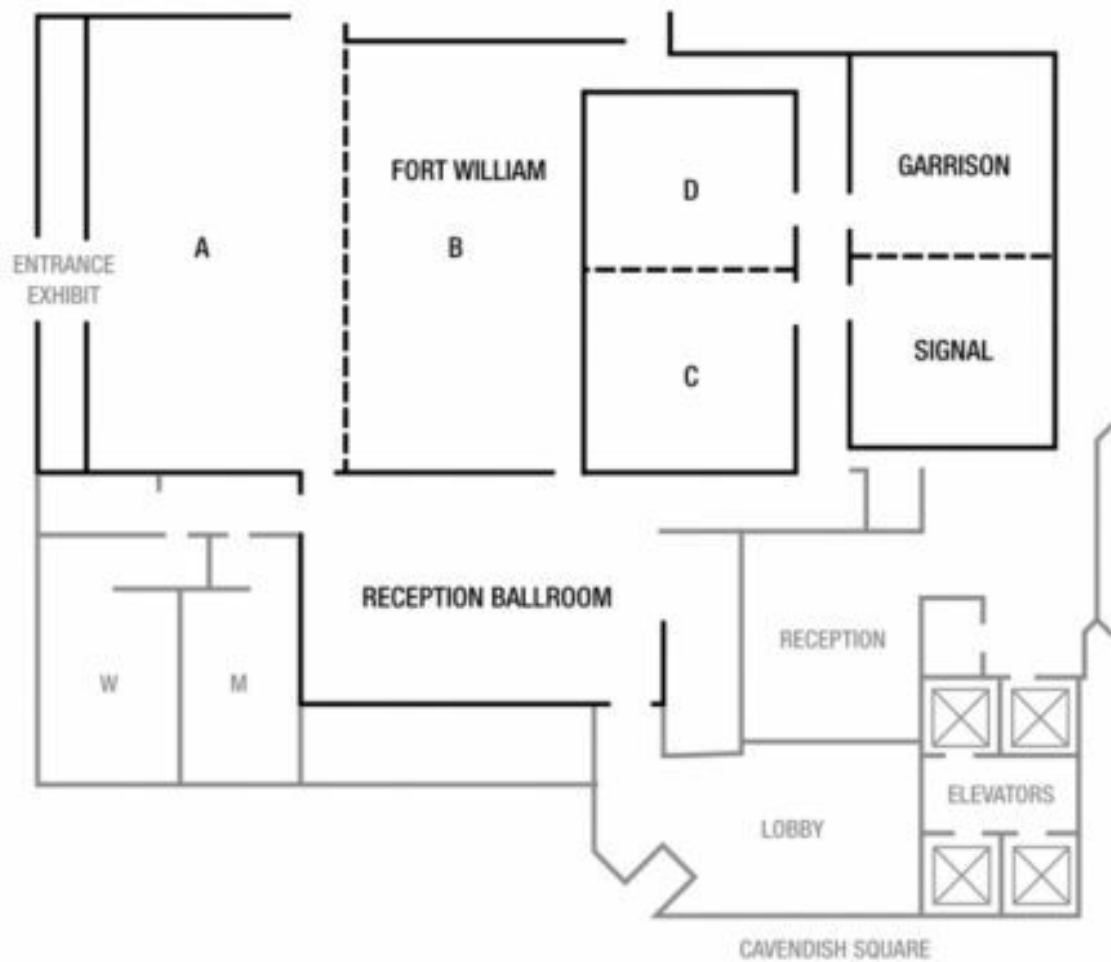 FORT WILLIAM
A
B
D
C
GARRISON
SIGNAL
ENTRANCE
EXHIBIT
RECEPTION BALLROOM
W
M
RECEPTION
ELEVATORS
LOBBY
CAVENDISH SQUARE